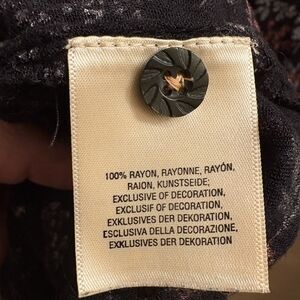 100% RAYON, RAYONNE, RAYÓN,
RAION, KUNSTSEIDE;
EXCLUSIVE OF DECORATION,
EXCLUSIF OF DECORATION,
EXKLUSIVES DER DEKORATION,
ESCLUSIVA DELLA DECORAZIONE,
EXKLUSIVES DER DEKORATION